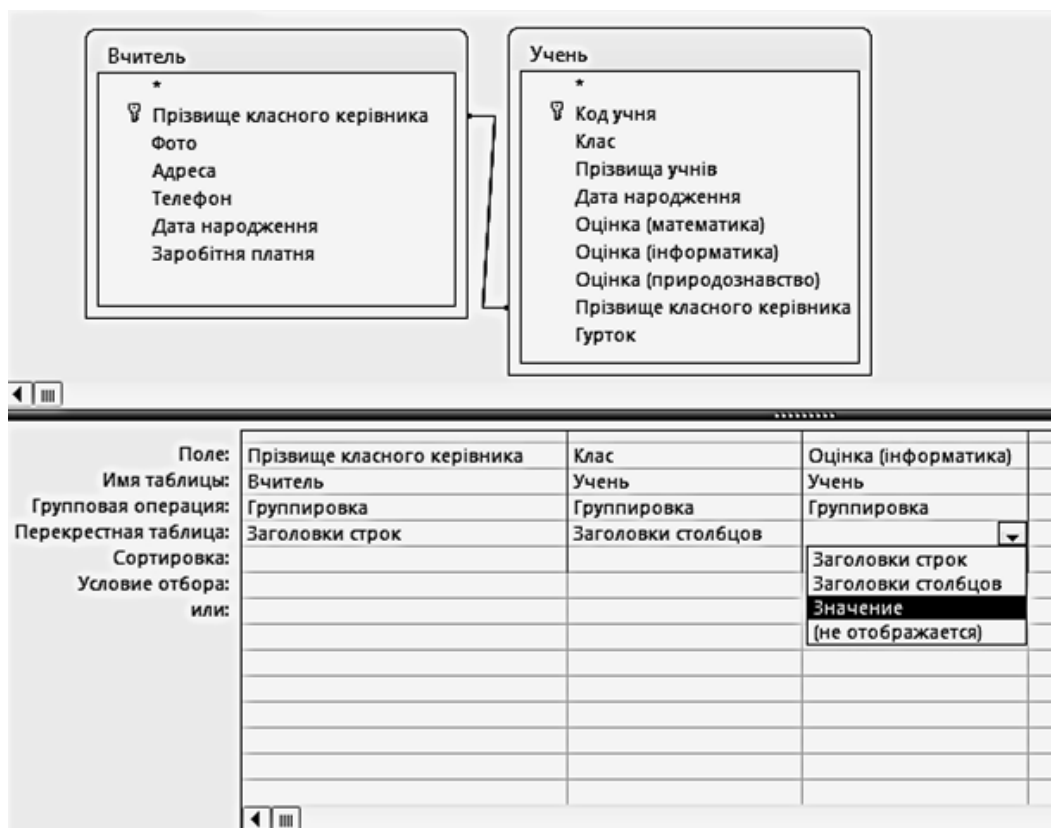 Вчитель
*
Прізвище класного керівника
Фото
Адреса
Телефон
Дата народження
Заробітня платня
Учень
*
Код учня
Клас
Прізвища учнів
Дата народження
Оцінка (математика)
Оцінка (інформатика)
Оцінка (природознавство)
Прізвище класного керівника
Гурток
Поле: Прізвище класного керівника Клас Оцінка (інформатика)
Имя таблицы: Вчитель Учень Учень
Групповая операция: Группировка Группировка Группировка
Перекрестная таблица: Заголовки строк Заголовки столбцов
Сортировка:
Условие отбора:
или:
Заголовки строк
Заголовки столбцов
Значение
(не отображается)